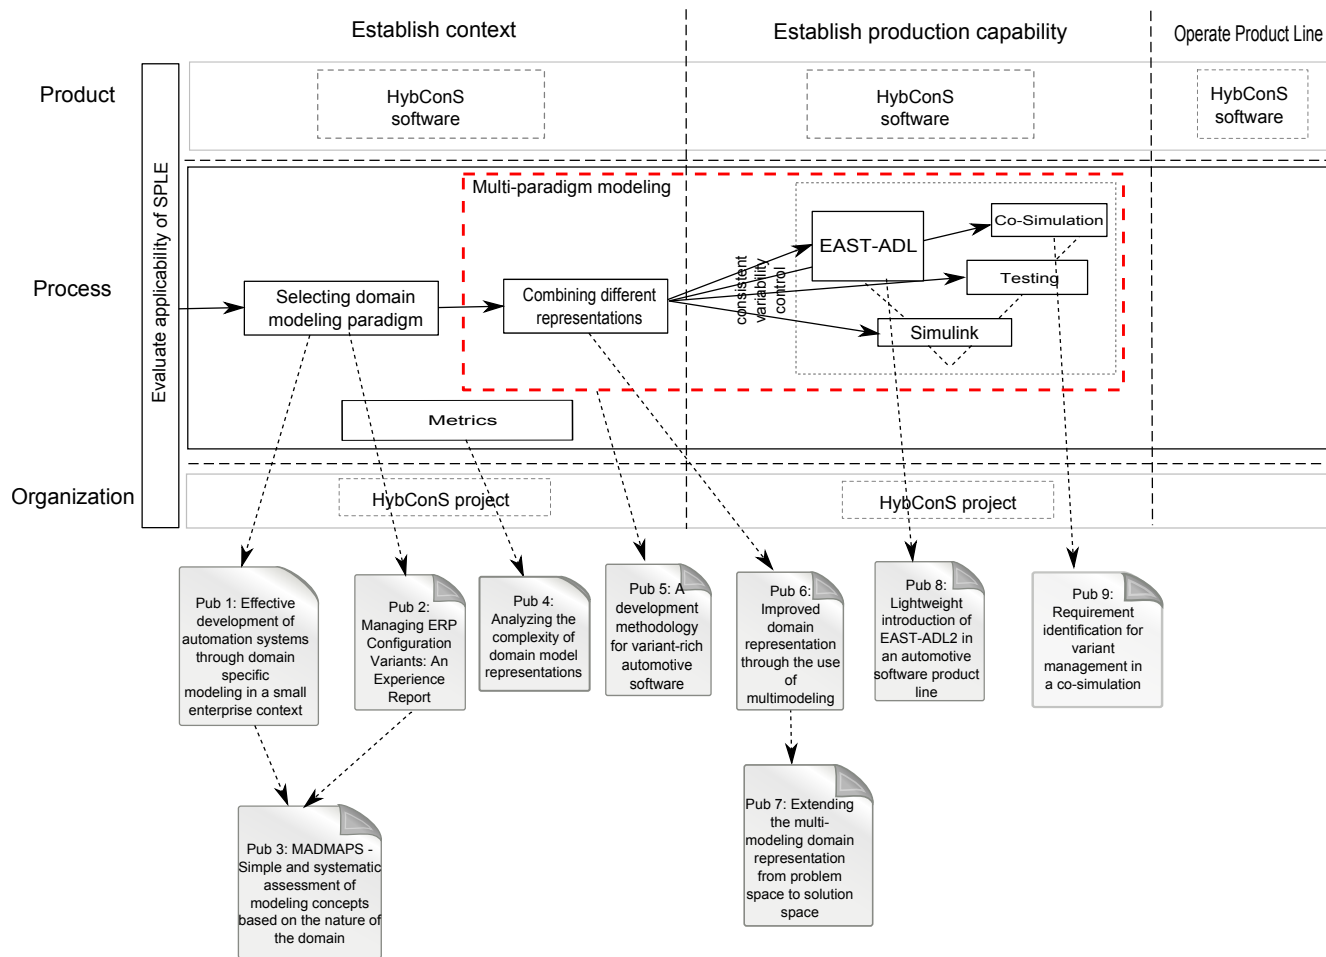 Establish context
Establish production capability
Operate Product Line
Product
HybConS
software
HybConS
software
HybConS
software
Evaluate applicability of SPLE
Process
Multi-paradigm modeling
Selecting domain
modeling paradigm
Combining different
representations
consistent
variability
control
EAST-ADL
Co-Simulation
Testing
Simulink
Metrics
Organization
HybConS project
HybConS project
Pub 1: Effective
development of
automation systems
through domain
specific
modeling in a small
enterprise context
Pub 2:
Managing ERP
Configuration
Variants: An
Experience
Report
Pub 4:
Analyzing the
complexity of
domain model
representations
Pub 5: A
development
methodology
for variant-rich
automotive
software
Pub 6:
Improved
domain
representation
through the use
of
multimodeling
Pub 8:
Lightweight
introduction of
EAST-ADL2 in
an automotive
software product
line
Pub 9:
Requirement
identification for
variant
management in
a co-simulation
Pub 3: MADMAPS -
Simple and systematic
assessment of
modeling concepts
based on the nature of
the domain
Pub 7: Extending
the multi-
modeling domain
representation
from problem
space to solution
space